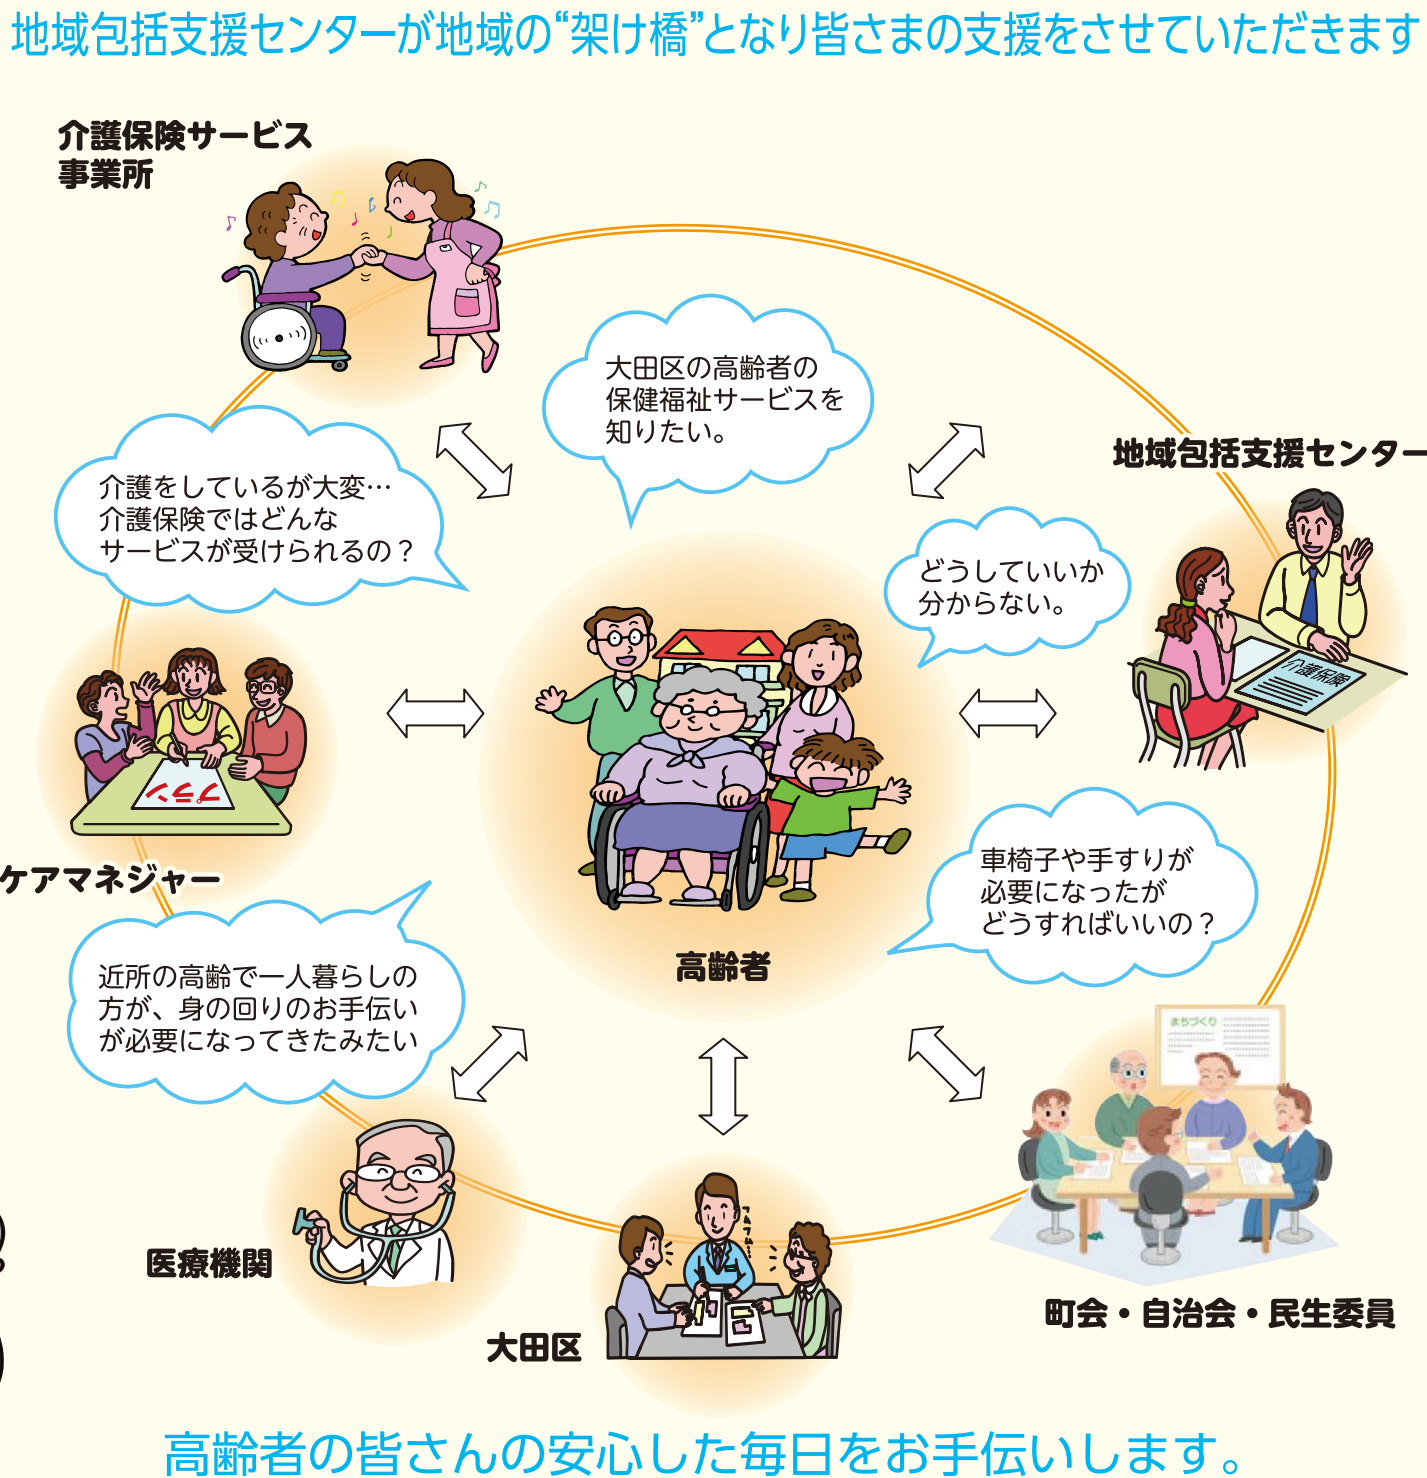 地域包括支援センターが地域の“架け橋”となり皆さまの支援をさせていただきます
介護保険サービス
事業所
大田区の高齢者の
保健福祉サービスを
知りたい。
地域包括支援センター
介護をしているが大変…
介護保険ではどんな
サービスが受けられるの？
どうしていいか
分からない。
介護保険
プラン
ケアマネジャー
車椅子や手すりが
必要になったが
どうすればいいの？
高齢者
近所の高齢で一人暮らしの
方が、身の回りのお手伝い
が必要になってきたみたい
まちづくり
フムフム…
医療機関
大田区
町会・自治会・民生委員
高齢者の皆さんの安心した毎日をお手伝いします。